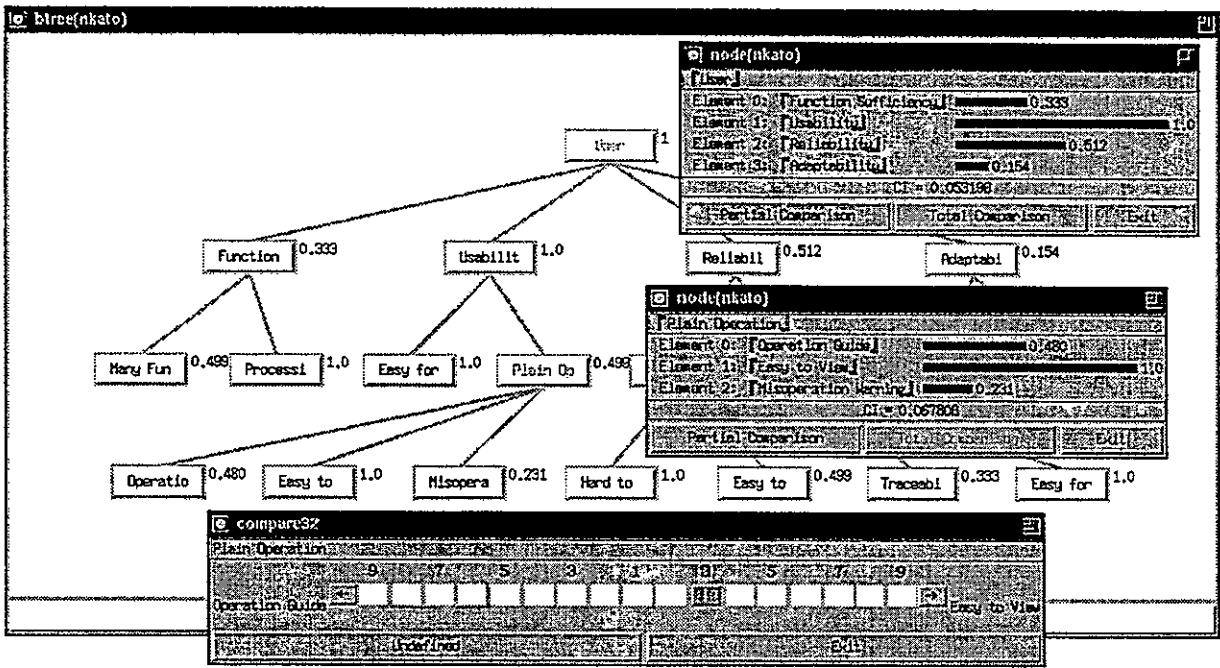 btree(nkato)
node(nkato)
User
Element 0: Function Sufficiency 0.333
Element 1: Usability 1.0
Element 2: Reliability 0.512
Element 3: Adaptability 0.154
CI = 0.053198
Partial Comparison Total Comparison Exit
User 1
Function 0.333 Usabilit 1.0 Reliabil 0.512 Adaptabi 0.154
node(nkato)
Plain Operation
Element 0: Operation Guide 0.480
Element 1: Easy to View 1.0
Element 2: Misoperation Warning 0.231
CI = 0.067808
Partial Comparison Total Comparison Exit
Many Fun 0.499 Processi 1.0 Easy for 1.0 Plain Op 0.499
Operatio 0.480 Easy to 1.0 Misopera 0.231 Hard to 1.0 Easy to 0.499 Traceabi 0.333 Easy for 1.0
compare32
Plain Operation
9 7 5 3 1 3 5 7 9
Operation Guide Easy to View
Undefined Exit